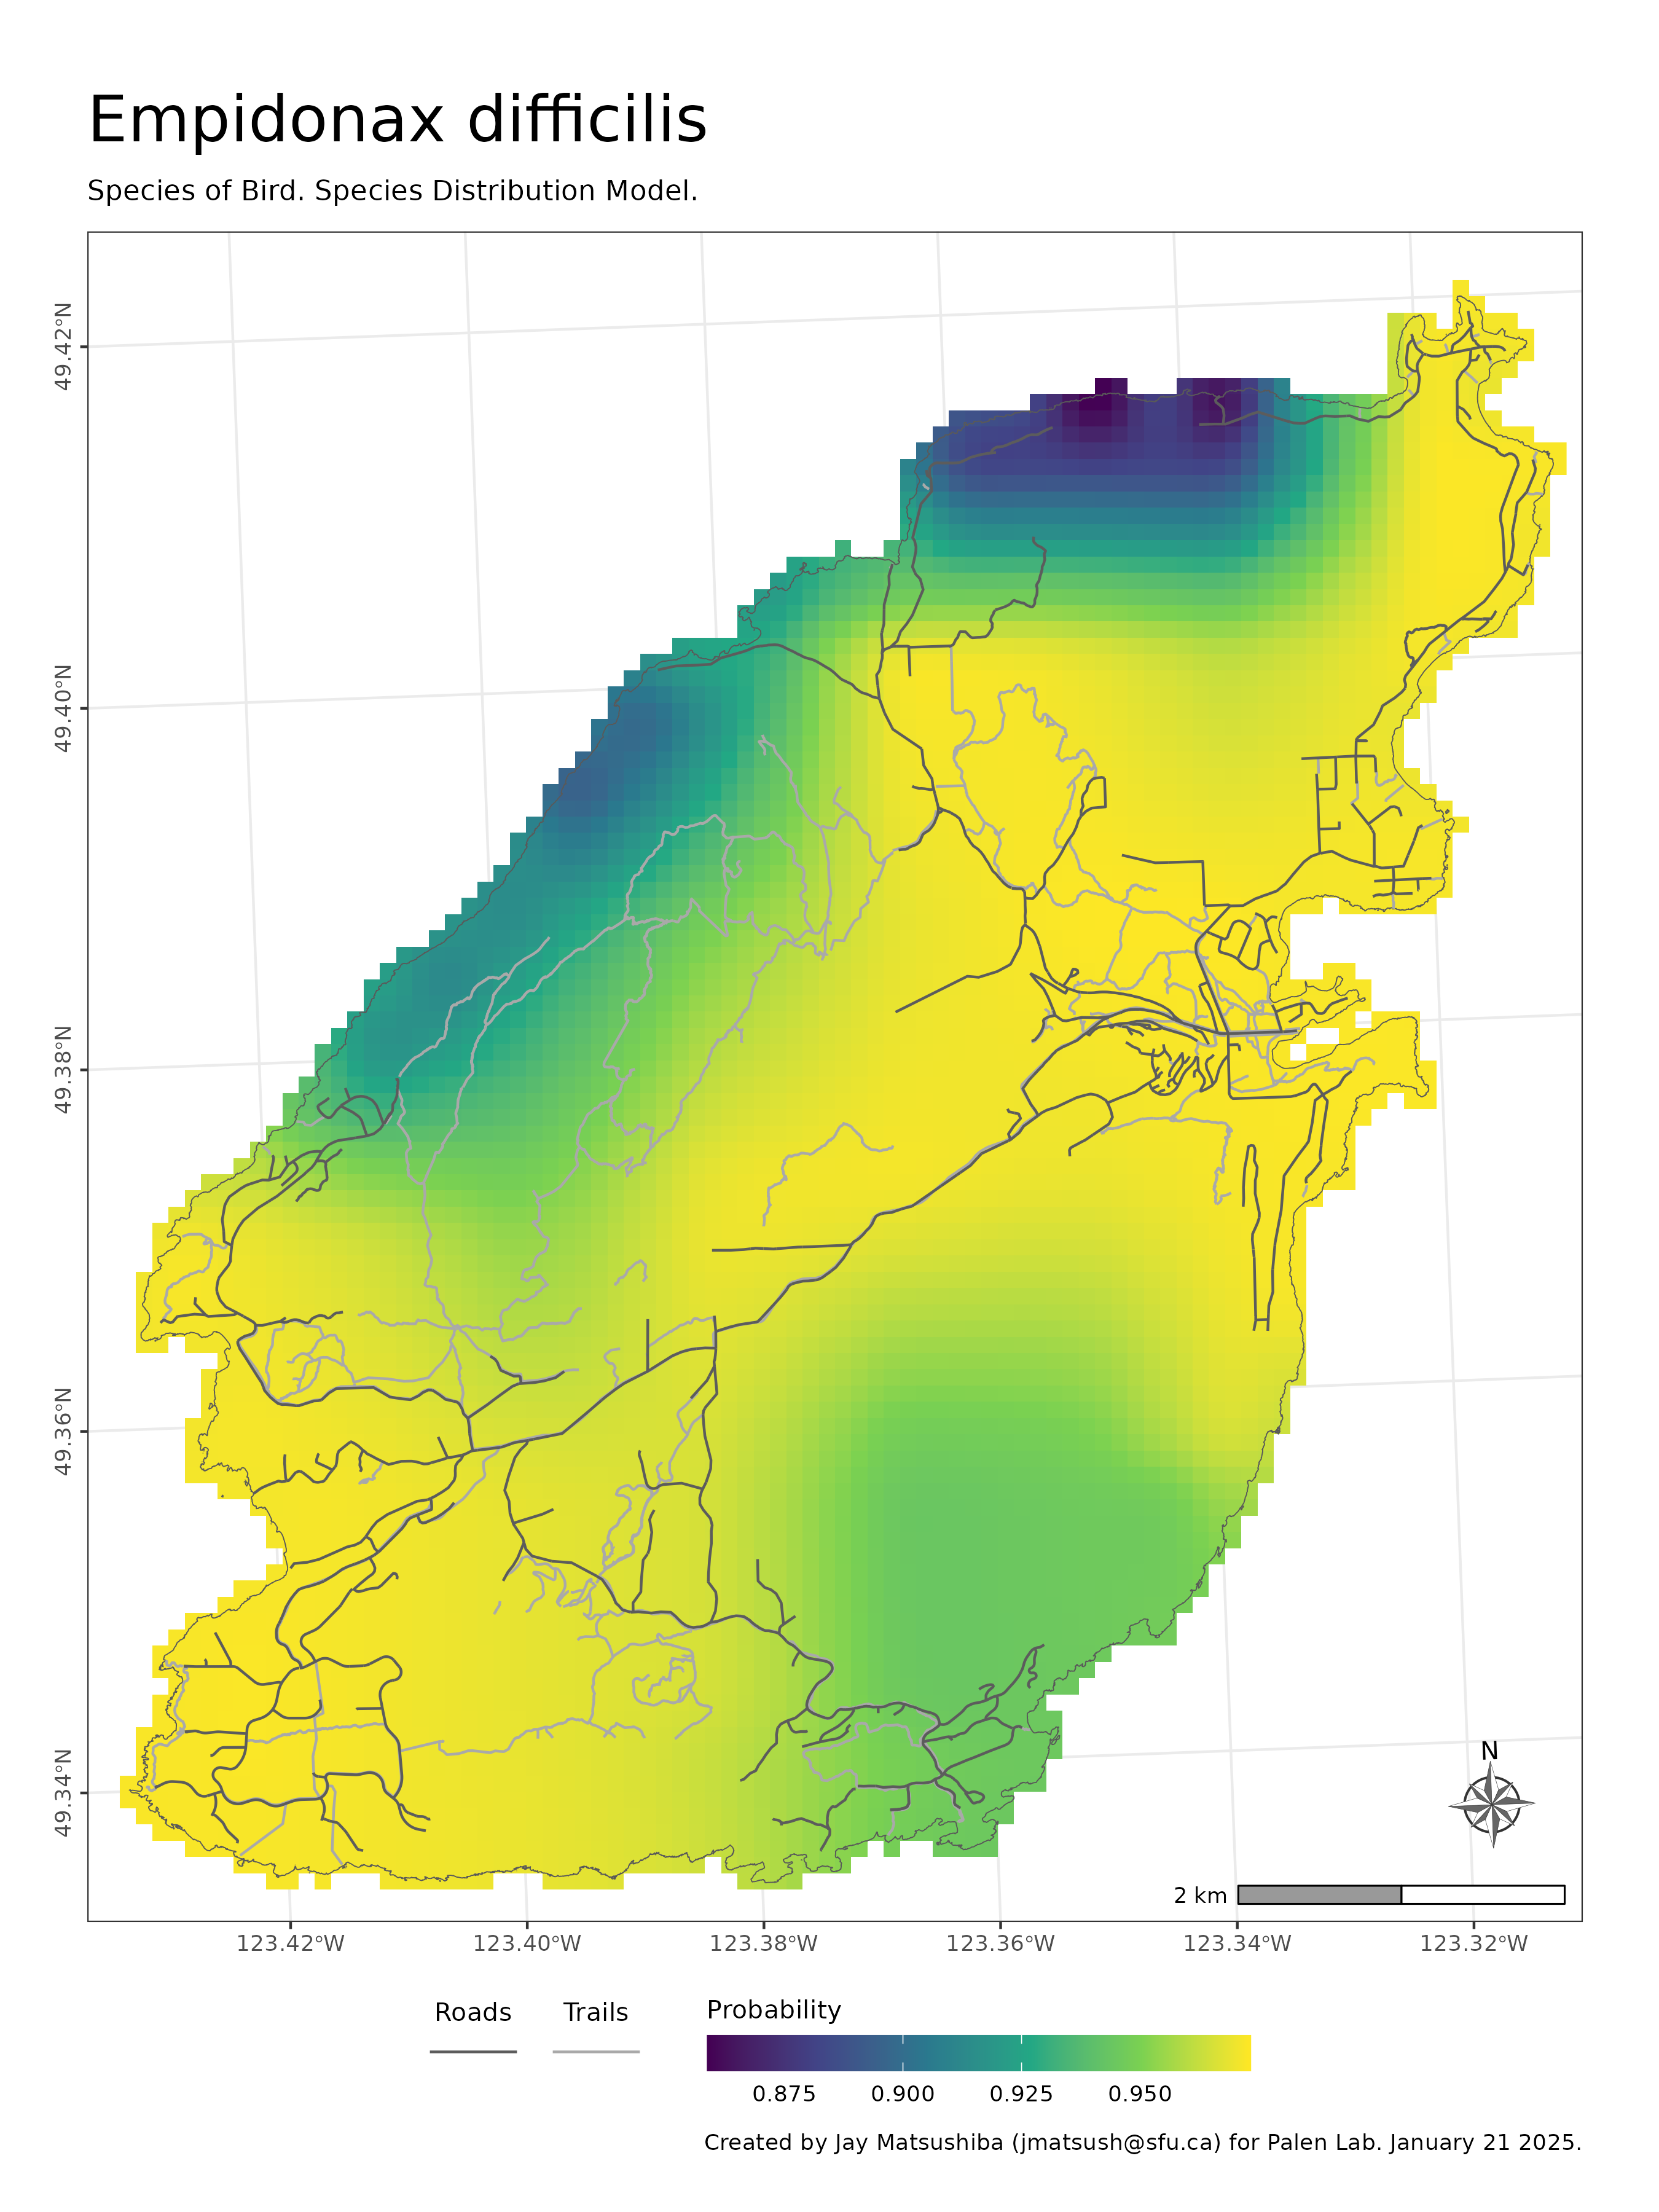 Empidonax difficilis
Species of Bird. Species Distribution Model.
49.42°N
49.40°N
49.38°N
49.36°N
49.34°N
N
2 km
123.42°W 123.40°W 123.38°W 123.36°W 123.34°W 123.32°W
Roads Trails Probability
0.875 0.900 0.925 0.950
Created by Jay Matsushiba (jmatsush@sfu.ca) for Palen Lab. January 21 2025.